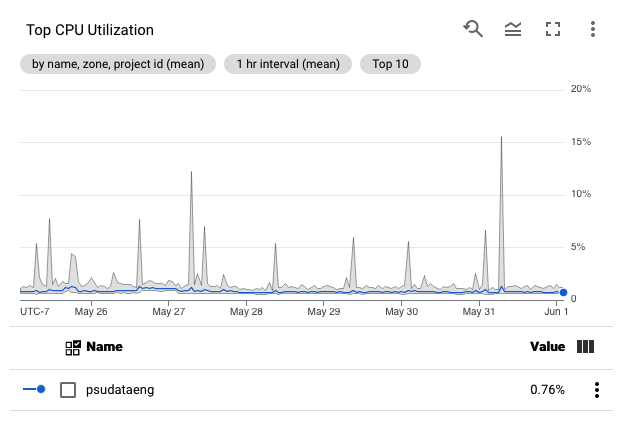 Top CPU Utilization
by name, zone, project id (mean) 1 hr interval (mean) Top 10
20%
15%
10%
5%
0
UTC-7 May 26 May 27 May 28 May 29 May 30 May 31 Jun 1
Name Value
psudataeng 0.76%